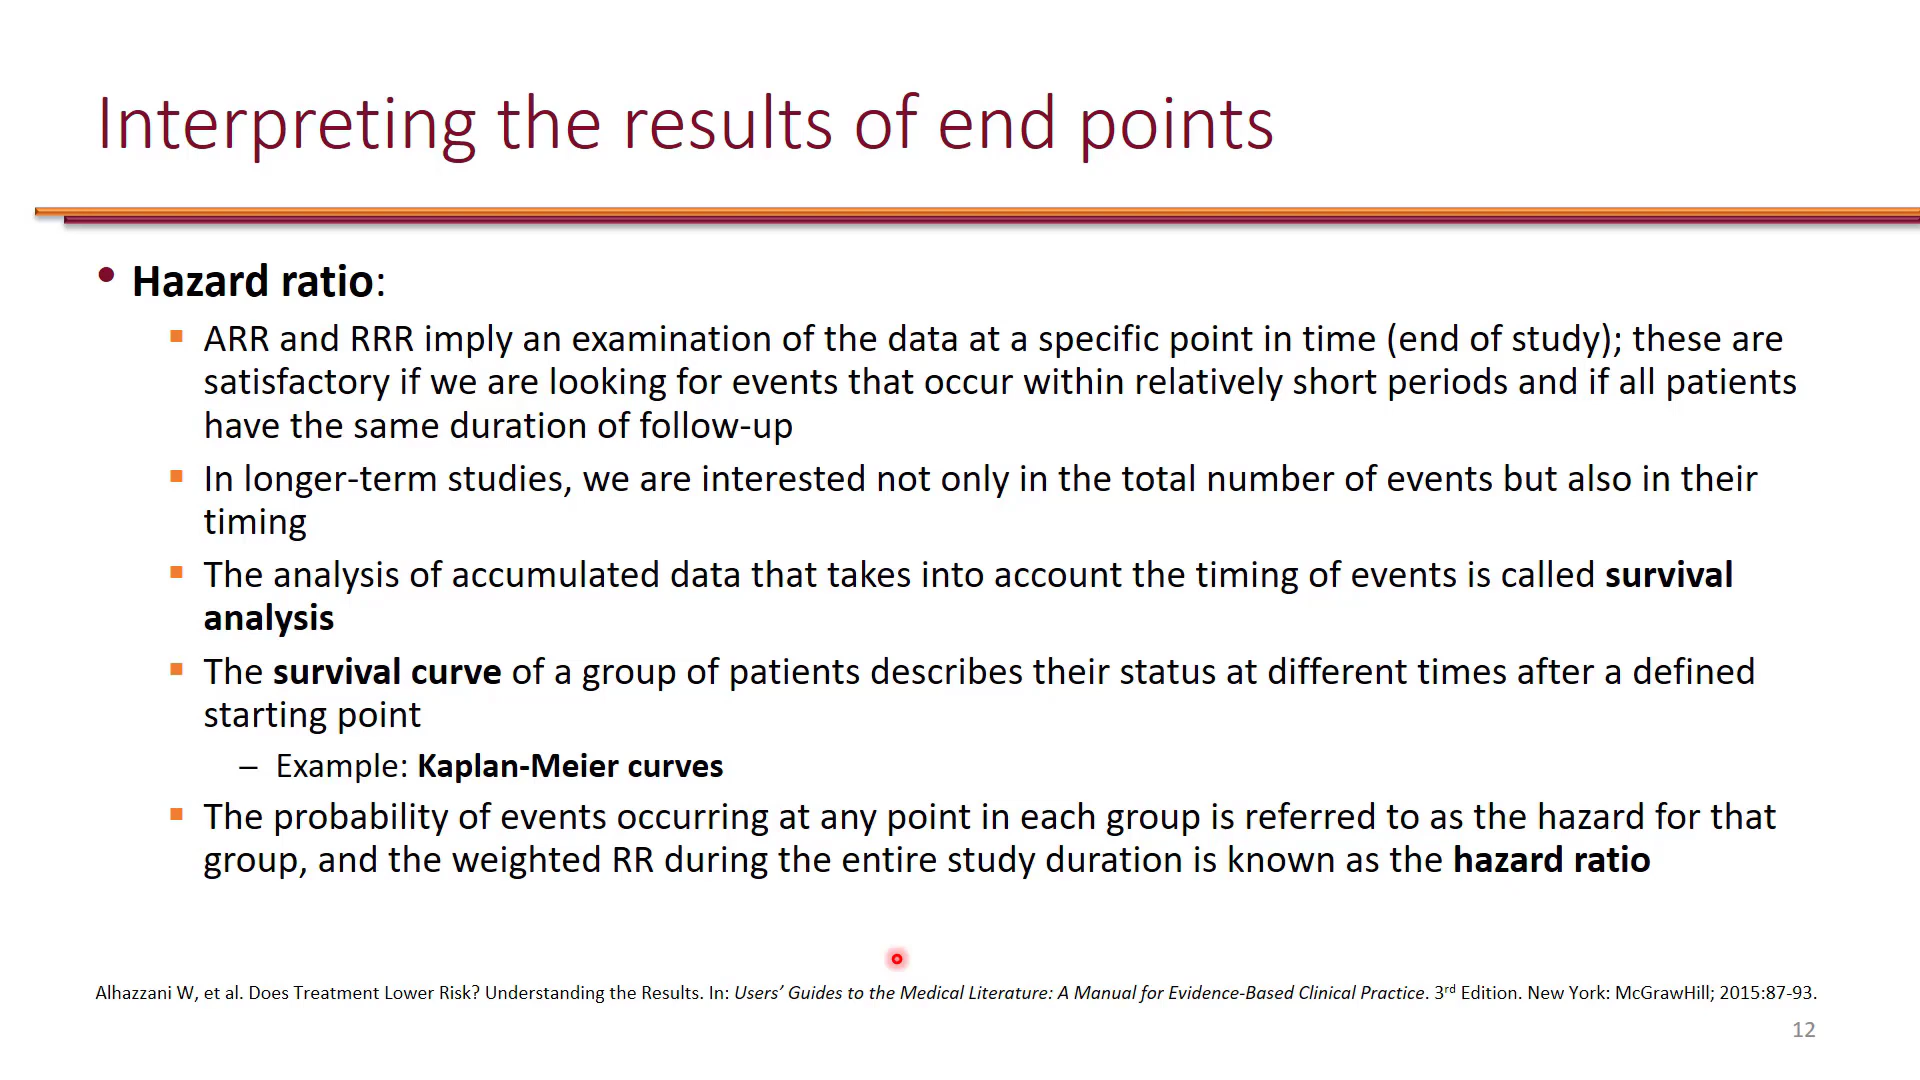 Interpreting the results of end points
• Hazard ratio:
▪ ARR and RRR imply an examination of the data at a specific point in time (end of study); these are
satisfactory if we are looking for events that occur within relatively short periods and if all patients
have the same duration of follow-up
▪ In longer-term studies, we are interested not only in the total number of events but also in their
timing
▪ The analysis of accumulated data that takes into account the timing of events is called survival
analysis
▪ The survival curve of a group of patients describes their status at different times after a defined
starting point
– Example: Kaplan-Meier curves
▪ The probability of events occurring at any point in each group is referred to as the hazard for that
group, and the weighted RR during the entire study duration is known as the hazard ratio
Alhazzani W, et al. Does Treatment Lower Risk? Understanding the Results. In: Users’ Guides to the Medical Literature: A Manual for Evidence-Based Clinical Practice. 3rd Edition. New York: McGrawHill; 2015:87-93.
12